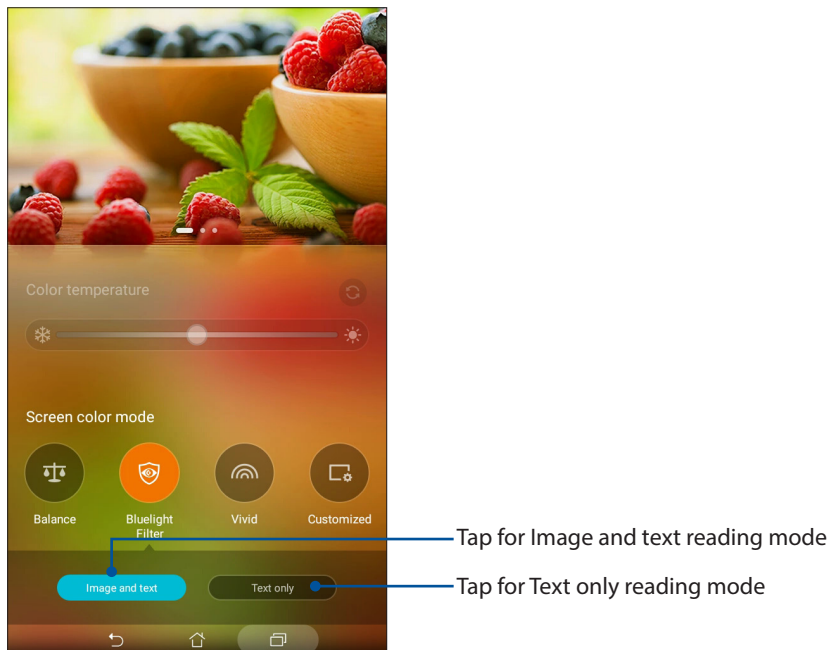 Color temperature
Screen color mode
Balance
Bluelight
Filter
Vivid
Customized
Image and text
Text only
Tap for Image and text reading mode
Tap for Text only reading mode